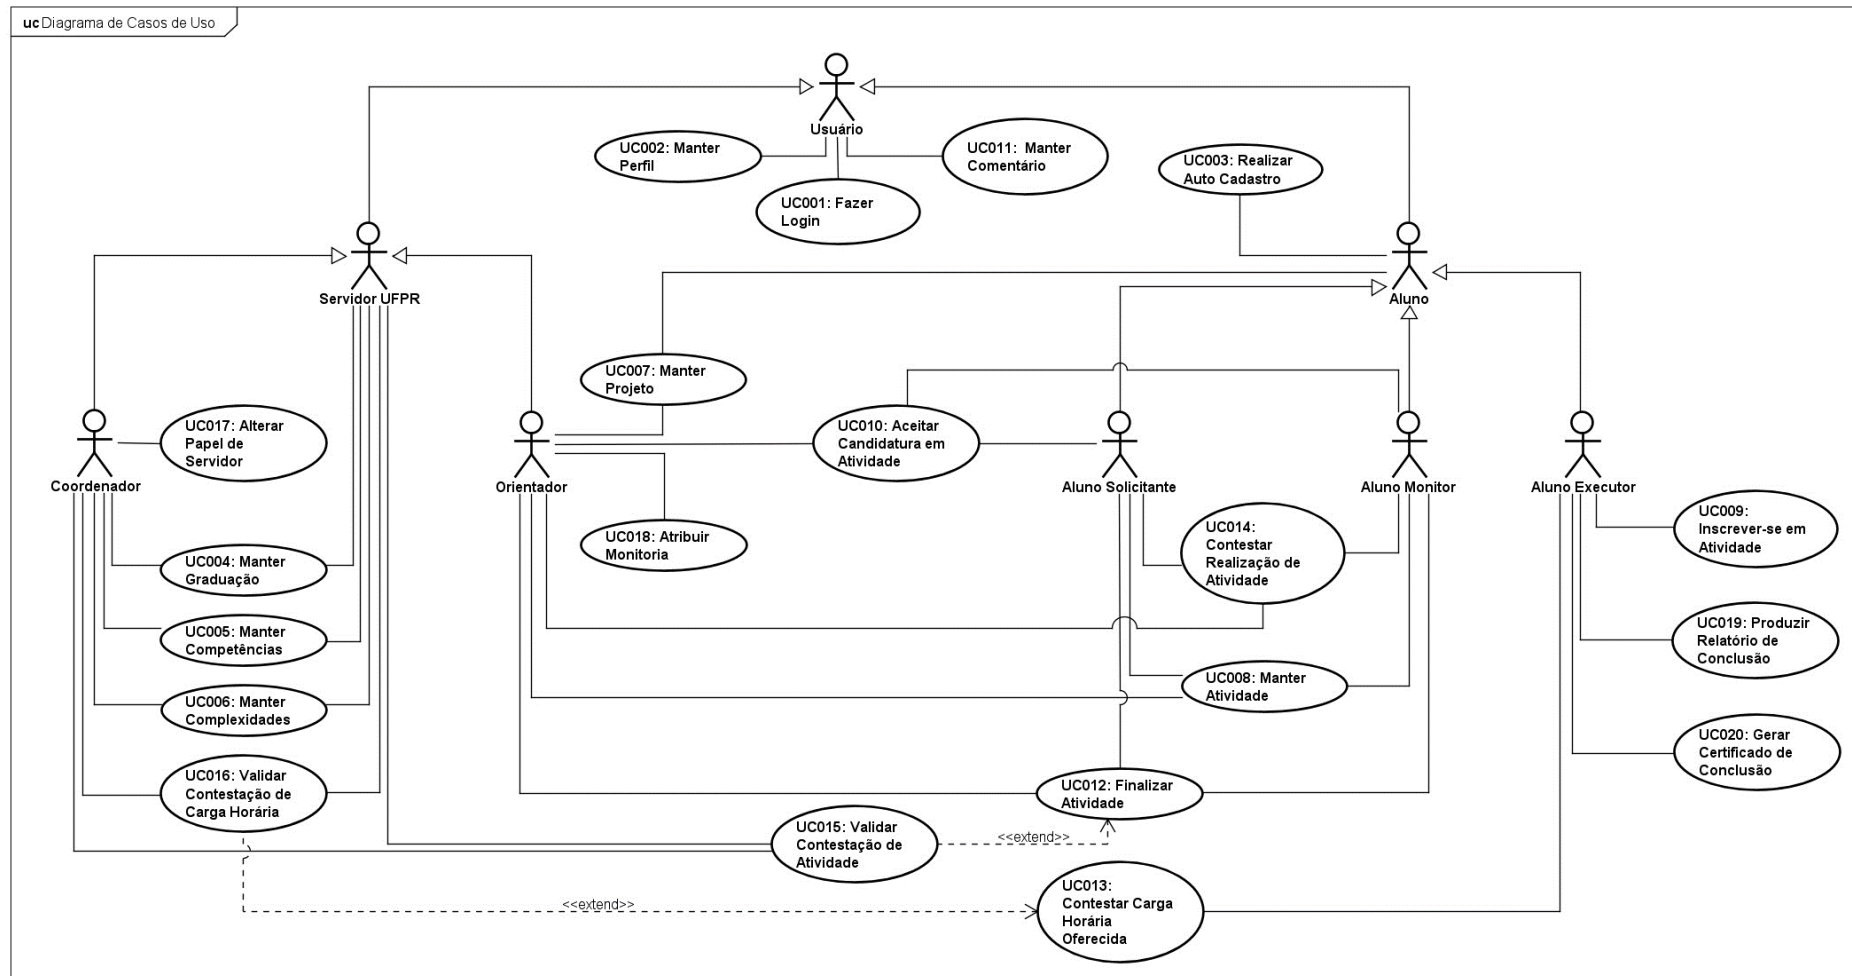 uc Diagrama de Casos de Uso
Usuário
UC002: Manter
Perfil
UC011: Manter
Comentário
UC001: Fazer
Login
UC003: Realizar
Auto Cadastro
Servidor UFPR
Aluno
UC007: Manter
Projeto
UC017: Alterar
Papel de
Servidor
UC010: Aceitar
Candidatura em
Atividade
Coordenador
Orientador
Aluno Solicitante
Aluno Monitor
Aluno Executor
UC018: Atribuir
Monitoria
UC014:
Contestar
Realização de
Atividade
UC009:
Inscrever-se em
Atividade
UC004: Manter
Graduação
UC005: Manter
Competências
UC019: Produzir
Relatório de
Conclusão
UC006: Manter
Complexidades
UC008: Manter
Atividade
UC020: Gerar
Certificado de
Conclusão
UC016: Validar
Contestação de
Carga Horária
UC012: Finalizar
Atividade
UC015: Validar
Contestação de
Atividade
<<extend>>
<<extend>>
UC013:
Contestar Carga
Horária
Oferecida